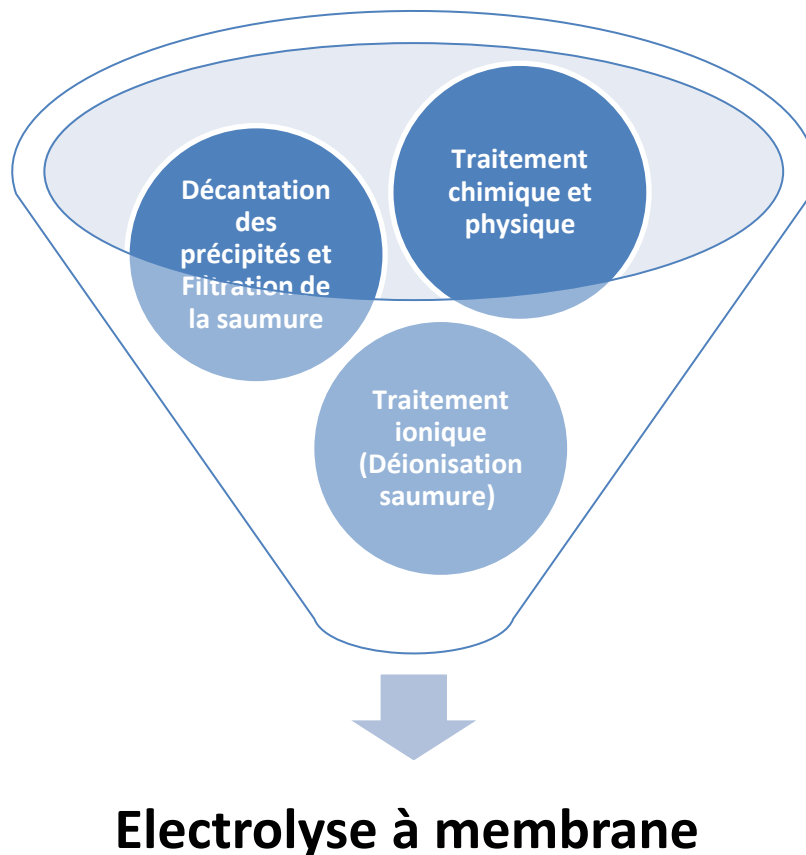 Décantation
des
précipités et
Filtration de
la saumure
Traitement
chimique et
physique
Traitement
ionique
(Déionisation
saumure)
Electrolyse à membrane